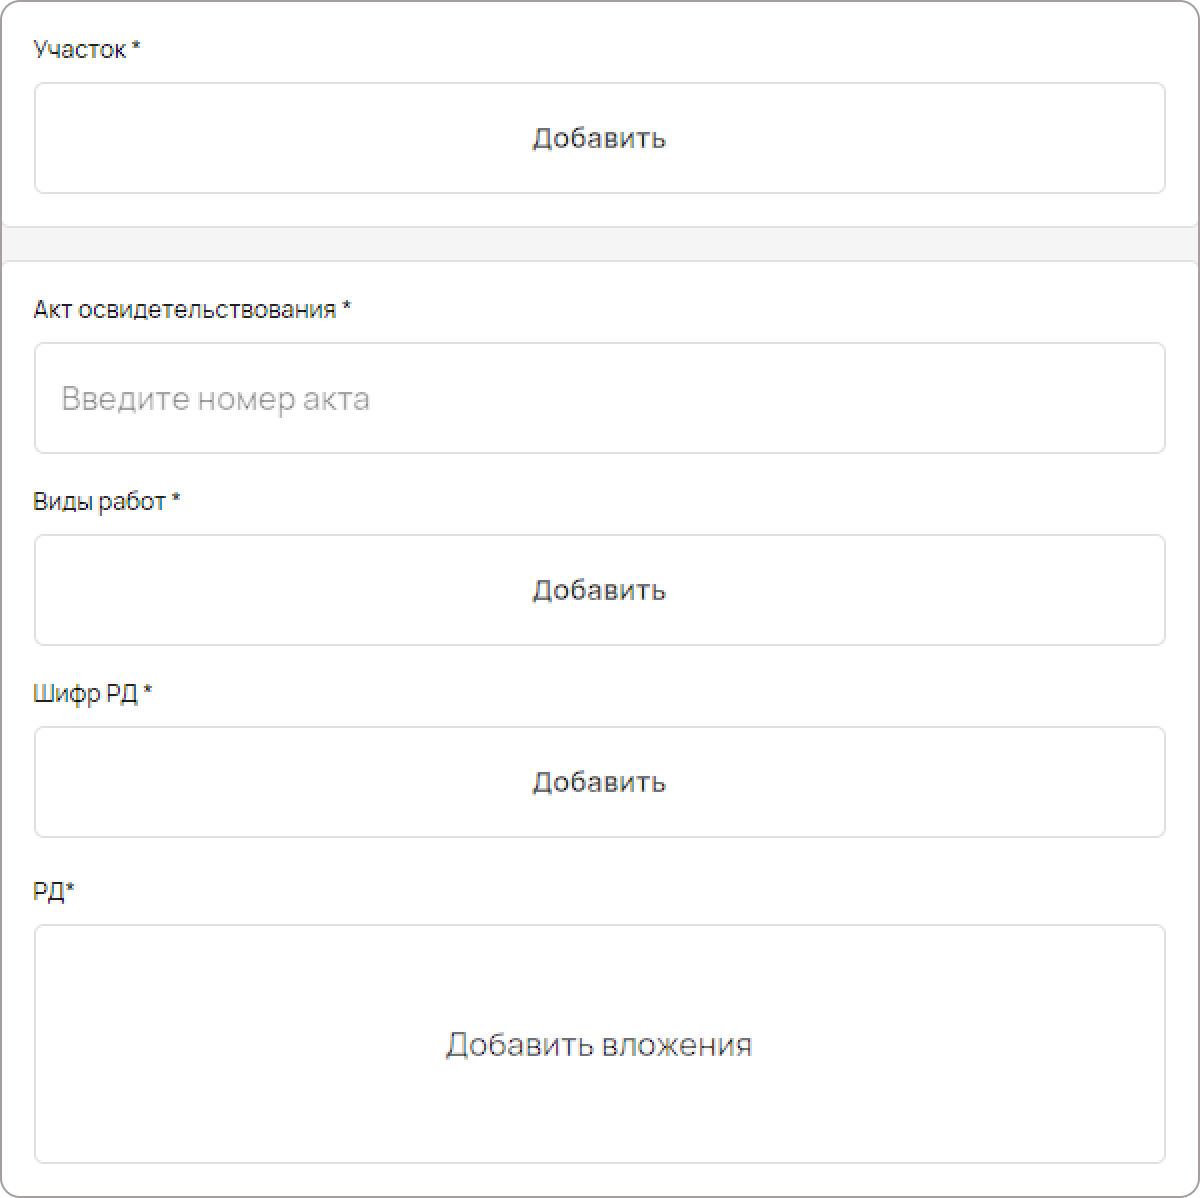 Участок *
Добавить
Акт освидетельствования *
Введите номер акта
Виды работ *
Добавить
Шифр РД *
Добавить
РД*
Добавить вложения